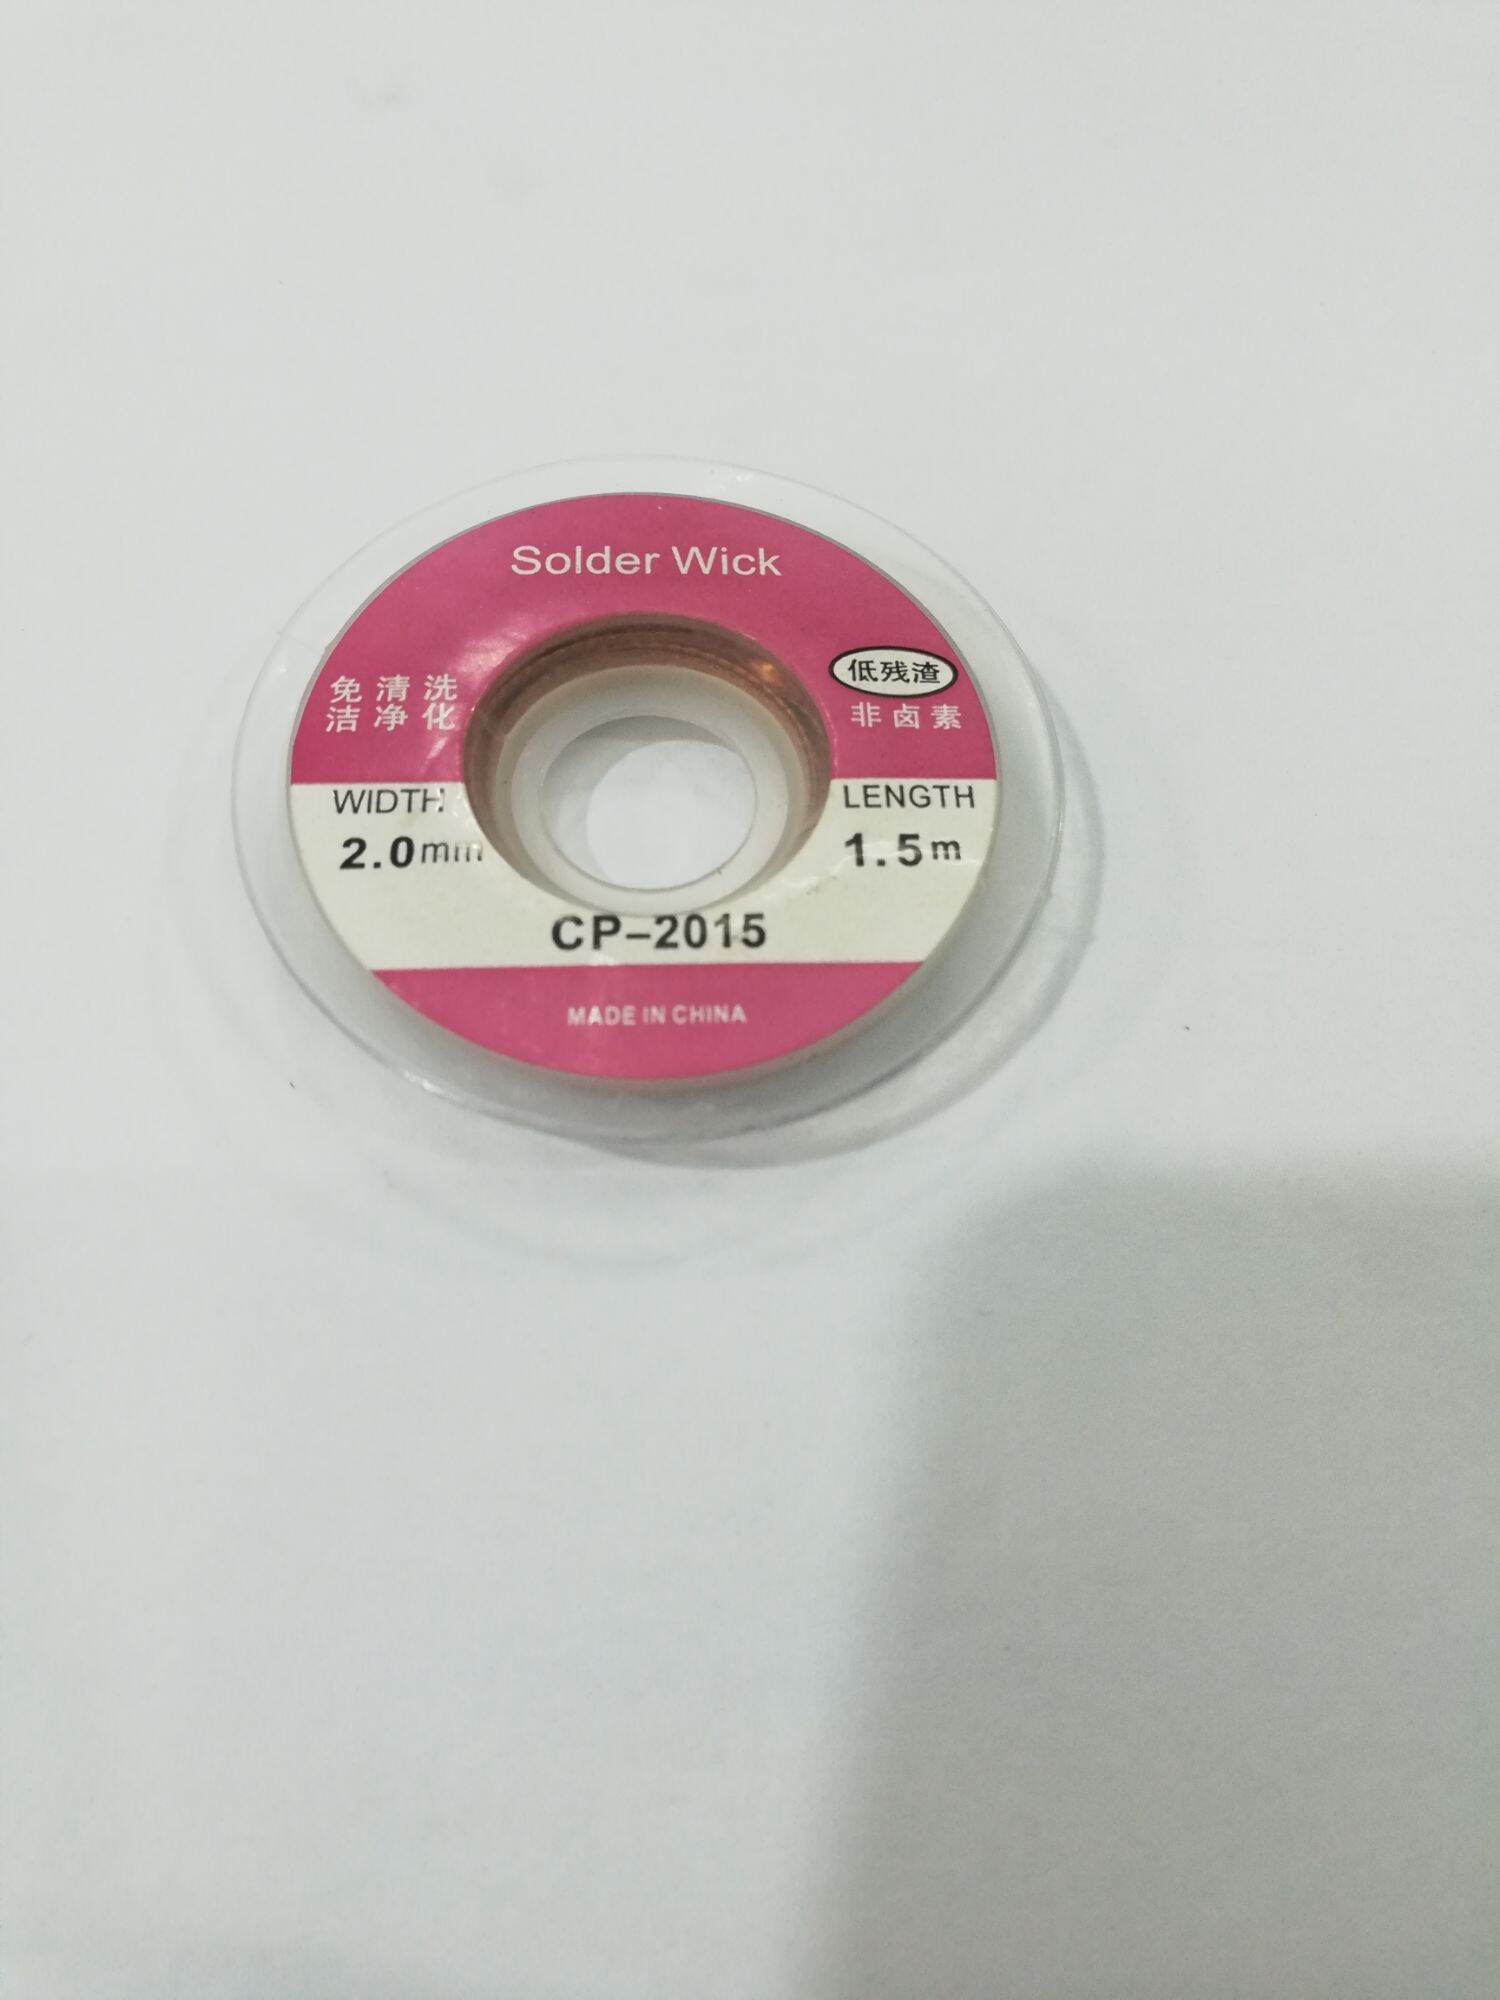 Solder Wick
免清洗
洁净化
低残渣
非卤素
WIDTH
2.0mm
LENGTH
1.5m
CP-2015
MADE IN CHINA